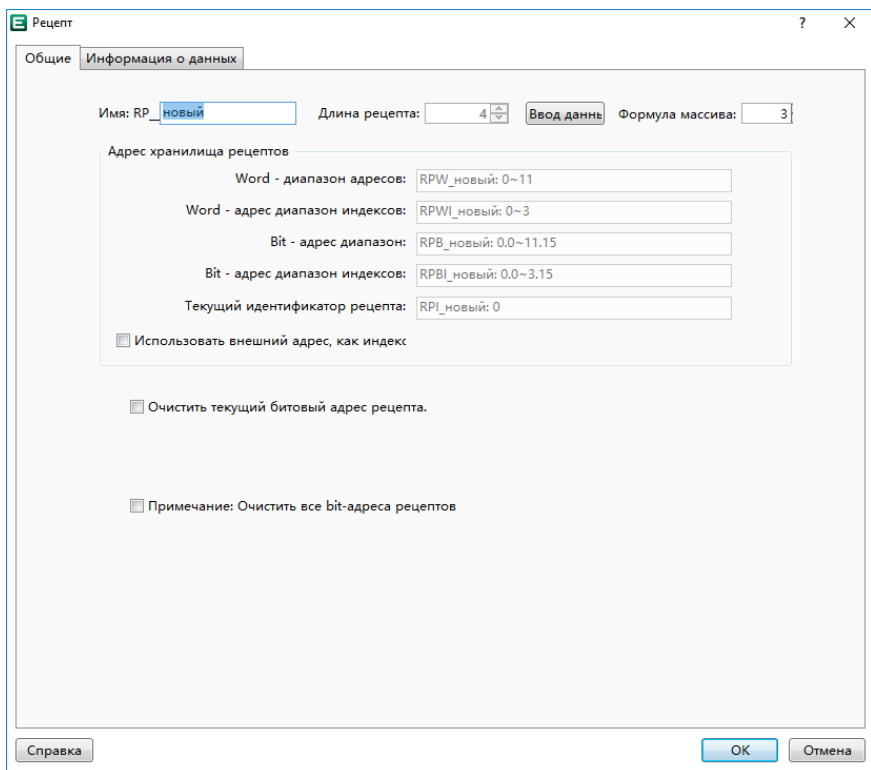 Рецепт ?
Общие Информация о данных
Имя: RP_ новый Длина рецепта: 4 Ввод даннь Формула массива: 3
Адрес хранилища рецептов
Word - диапазон адресов: RPW_новый: 0~11
Word - адрес диапазон индексов: RPWI_новый: 0~3
Bit - адрес диапазон: RPB_новый: 0.0~11.15
Bit - адрес диапазон индексов: RPBI_новый: 0.0~3.15
Текущий идентификатор рецепта: RPI_новый: 0
Использовать внешний адрес, как индекс
Очистить текущий битовый адрес рецепта.
Примечание: Очистить все bit-адреса рецептов
Справка OK Отмена